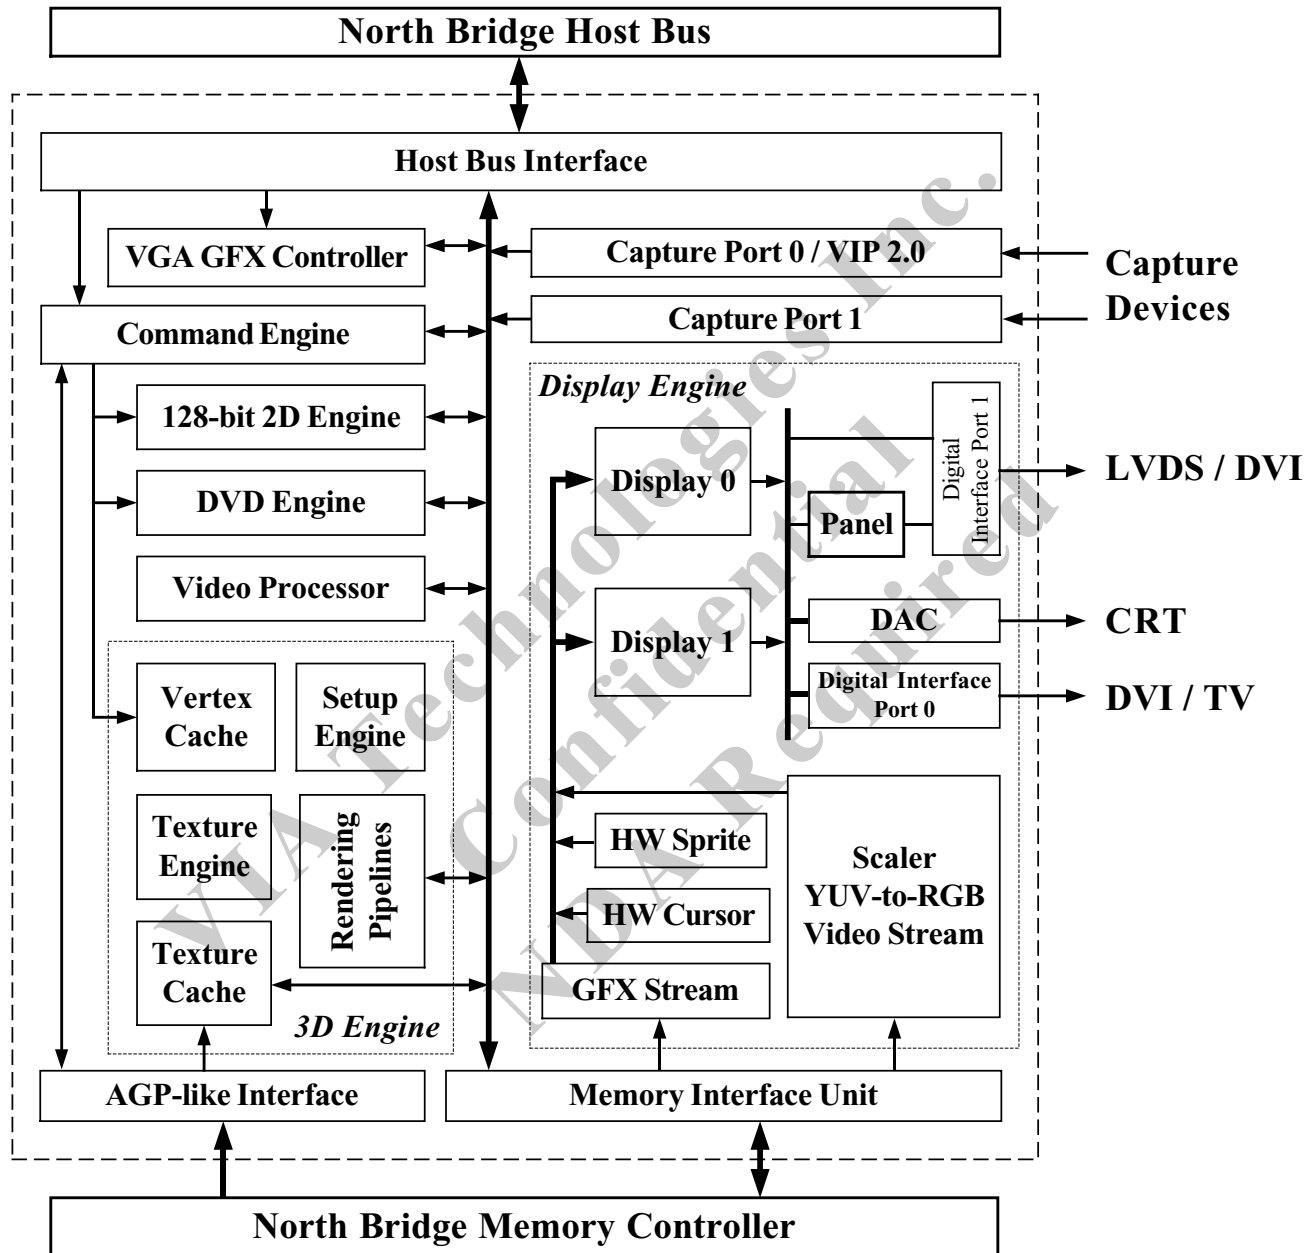 North Bridge Host Bus
Host Bus Interface
VGA GFX Controller
Capture Port 0 / VIP 2.0
Capture
Devices
Command Engine
Capture Port 1
Display Engine
128-bit 2D Engine
Display 0
Digital
Interface Port 1
LVDS / DVI
DVD Engine
Panel
Video Processor
Display 1
DAC
CRT
Digital Interface
Port 0
DVI / TV
Vertex
Cache
Setup
Engine
Texture
Engine
Rendering
Pipelines
HW Sprite
Scaler
YUV-to-RGB
Video Stream
HW Cursor
Texture
Cache
GFX Stream
3D Engine
AGP-like Interface
Memory Interface Unit
North Bridge Memory Controller
VIA Technologies Inc.
Confidential
NDA Required